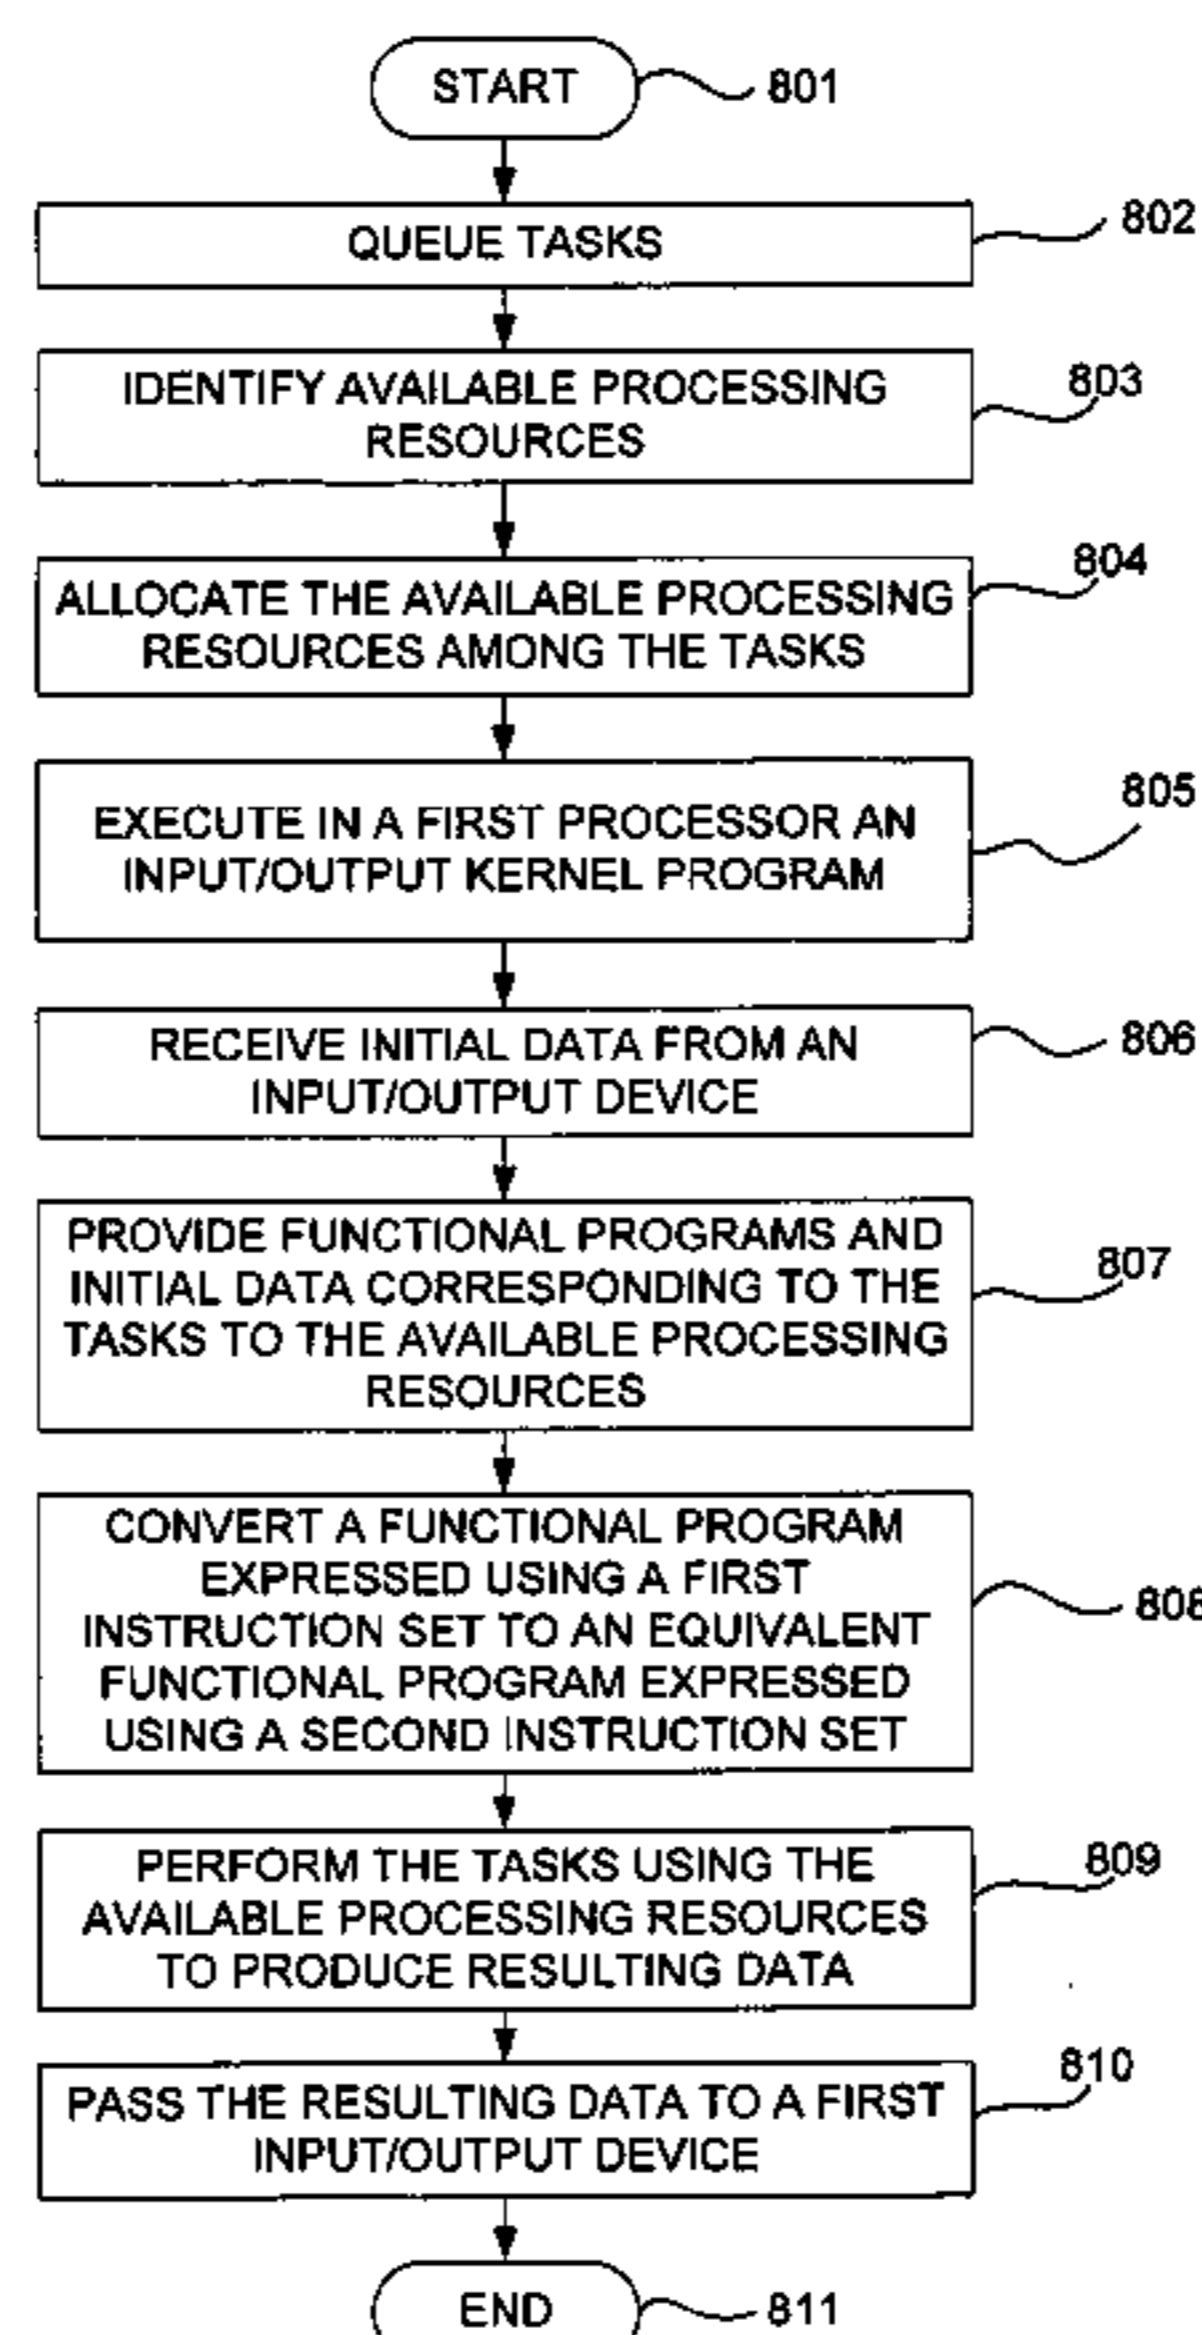 START
801
QUEUE TASKS
802
IDENTIFY AVAILABLE PROCESSING
RESOURCES
803
ALLOCATE THE AVAILABLE PROCESSING
RESOURCES AMONG THE TASKS
804
EXECUTE IN A FIRST PROCESSOR AN
INPUT/OUTPUT KERNEL PROGRAM
805
RECEIVE INITIAL DATA FROM AN
INPUT/OUTPUT DEVICE
806
PROVIDE FUNCTIONAL PROGRAMS AND
INITIAL DATA CORRESPONDING TO THE
TASKS TO THE AVAILABLE PROCESSING
RESOURCES
807
CONVERT A FUNCTIONAL PROGRAM
EXPRESSED USING A FIRST
INSTRUCTION SET TO AN EQUIVALENT
FUNCTIONAL PROGRAM EXPRESSED
USING A SECOND INSTRUCTION SET
808
PERFORM THE TASKS USING THE
AVAILABLE PROCESSING RESOURCES
TO PRODUCE RESULTING DATA
809
PASS THE RESULTING DATA TO A FIRST
INPUT/OUTPUT DEVICE
810
END
811